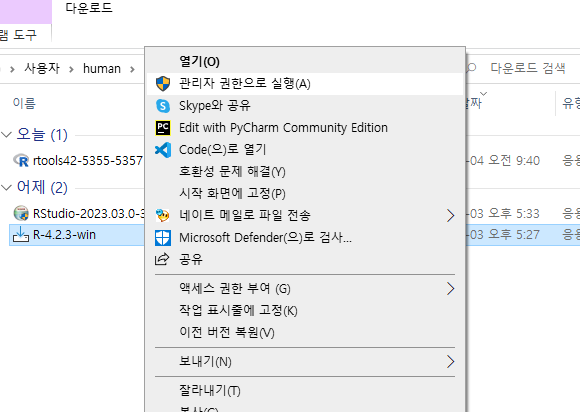 다운로드
램 도구
사용자 > human >
다운로드 검색
이름
날짜
유형
오늘 (1)
rtools42-5355-5357
-04 오전 9:40
응용
어제 (2)
RStudio-2023.03.0-3
-03 오후 5:33
응용
R-4.2.3-win
-03 오후 5:27
응용
열기(O)
관리자 권한으로 실행(A)
Skype와 공유
Edit with PyCharm Community Edition
Code(으)로 열기
호환성 문제 해결(Y)
시작 화면에 고정(P)
네이트 메일로 파일 전송
Microsoft Defender(으)로 검사...
공유
액세스 권한 부여 (G)
작업 표시줄에 고정(K)
이전 버전 복원(V)
보내기(N)
잘라내기(T)
복사(C)